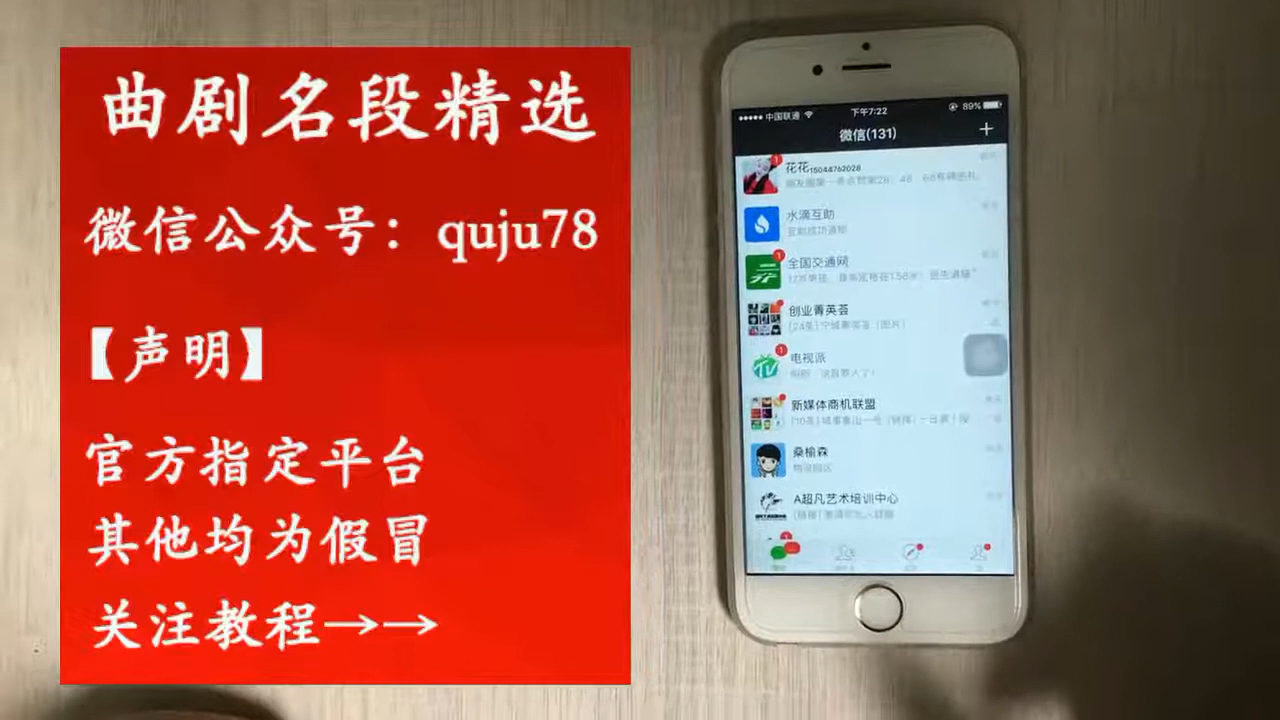 曲剧名段精选
微信公众号：quju78
【声明】
官方指定平台
其他均为假冒
关注教程→→
中国联通
下午7:22
89%
微信(131)
花花15044762028
水滴互助
全国交通网
创业菁英荟
电视派
新媒体商机联盟
桑榆森
A超凡艺术培训中心